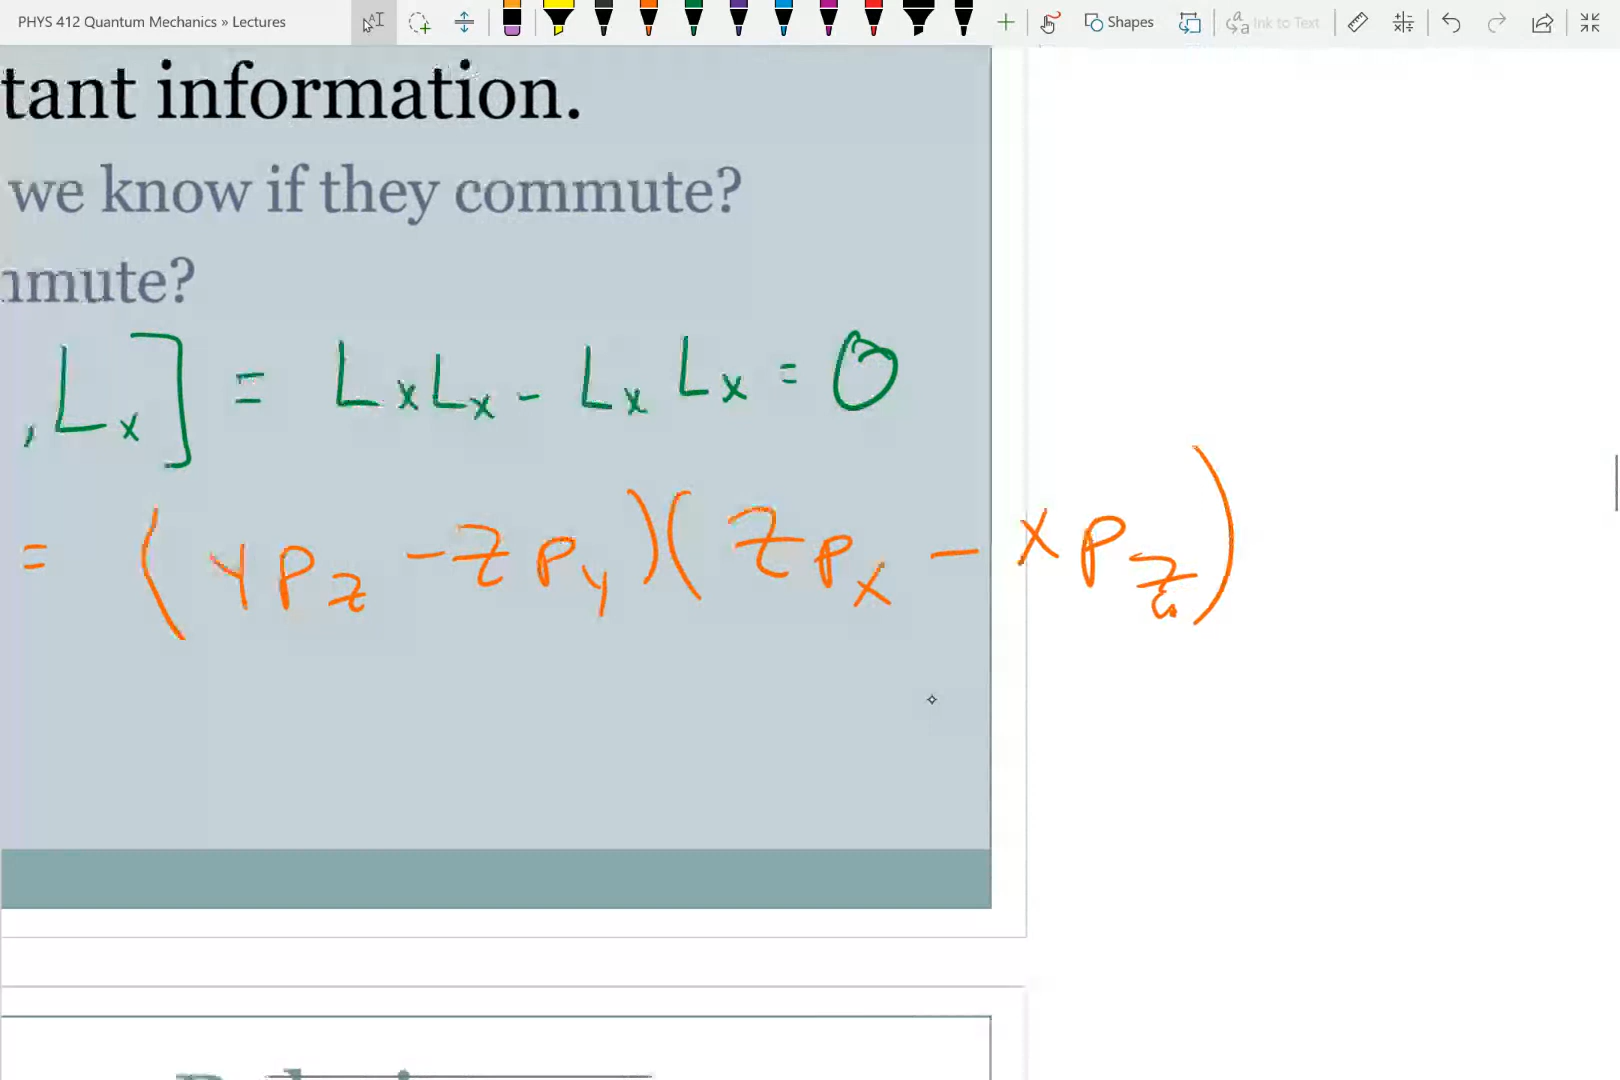 PHYS 412 Quantum Mechanics » Lectures
Shapes
Ink to Text
tant information.
we know if they commute?
mmute?
, Lx] = LxLx - LxLx = 0
= (ypz - zpy)(zpx - xpz)